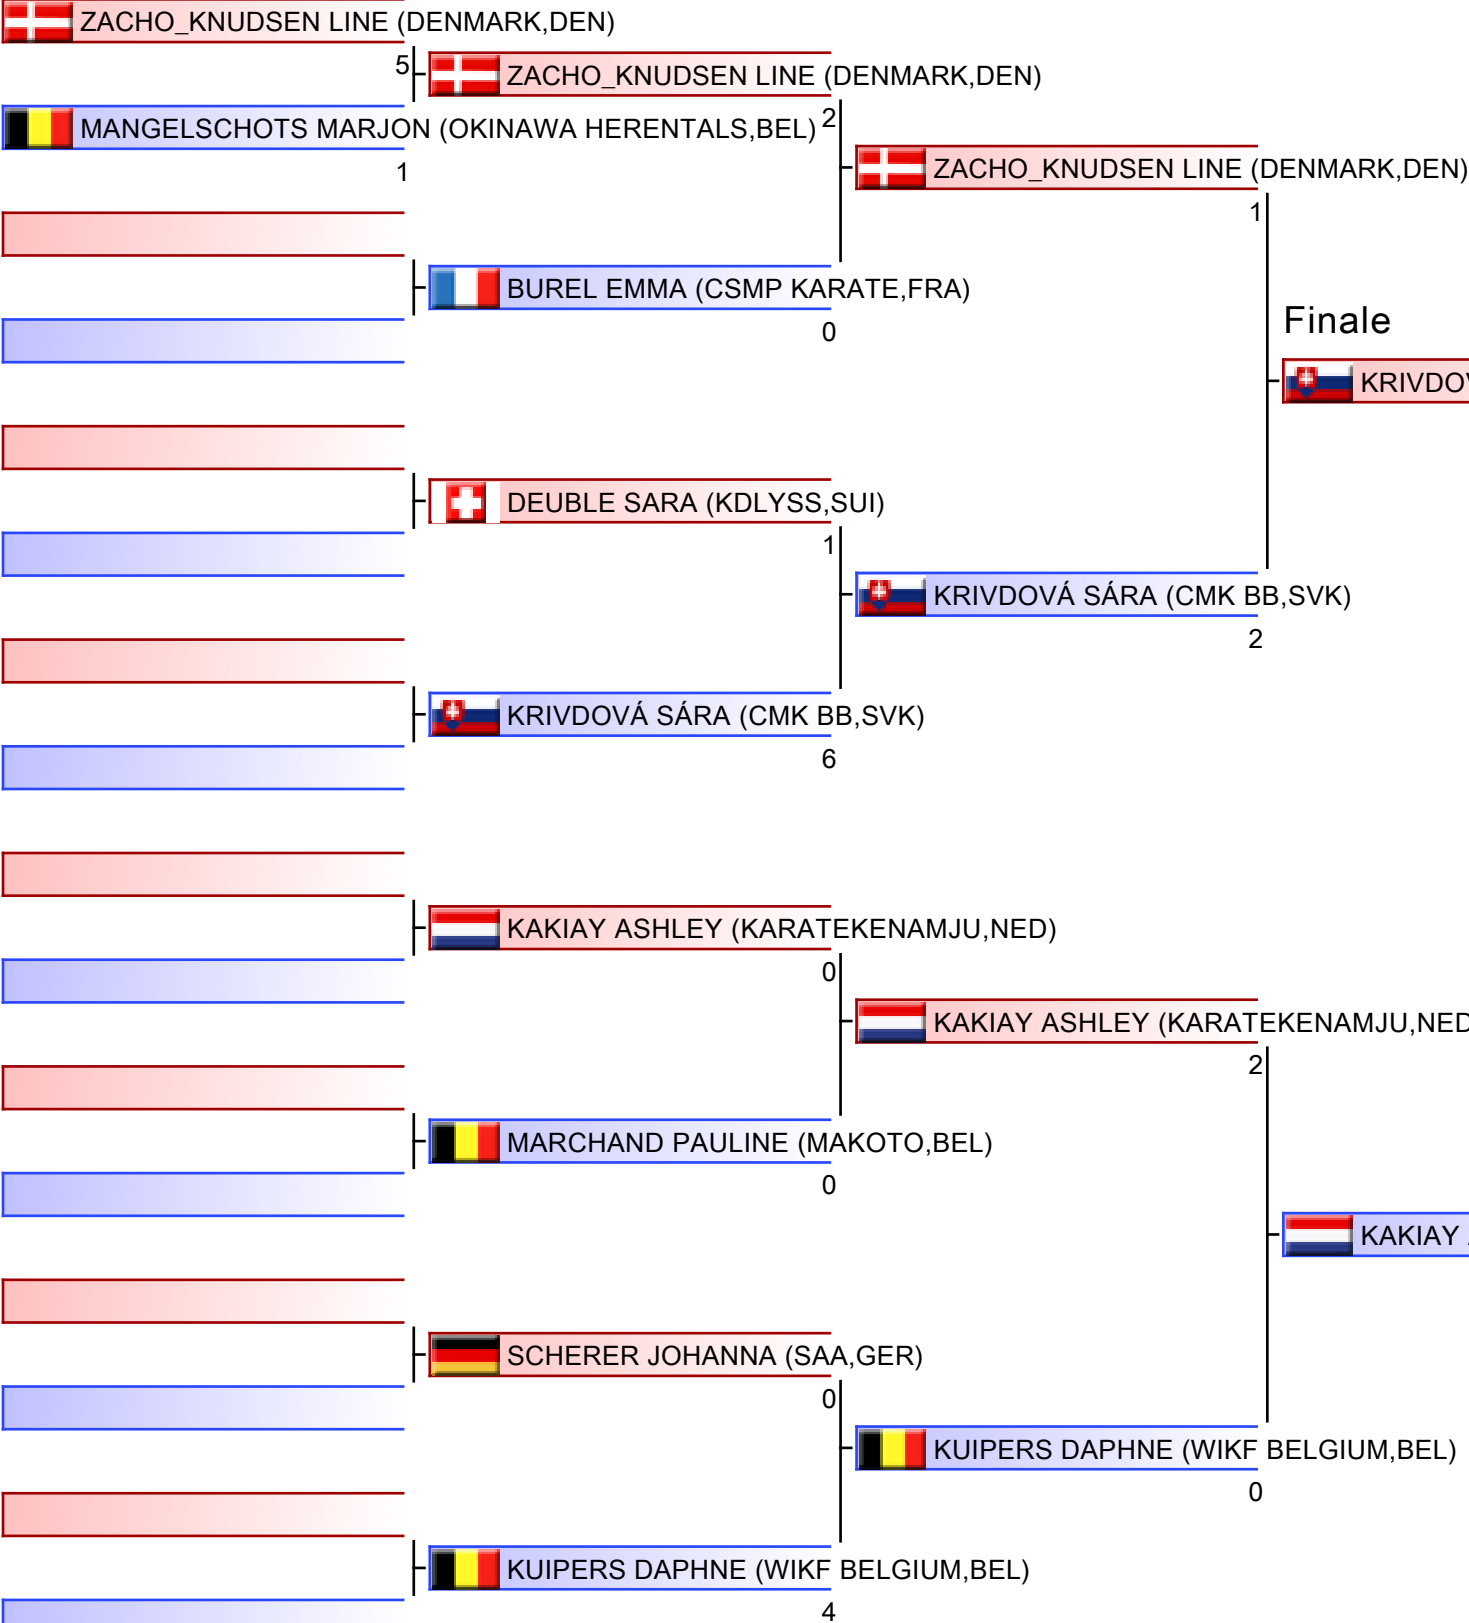 ZACHO_KNUDSEN LINE (DENMARK,DEN)
5
ZACHO_KNUDSEN LINE (DENMARK,DEN)
MANGELSCHOTS MARJON (OKINAWA HERENTALS,BEL)
2
1
ZACHO_KNUDSEN LINE (DENMARK,DEN)
1
BUREL EMMA (CSMP KARATE,FRA)
0
Finale
KRIVDOV
DEUBLE SARA (KDLYSS,SUI)
1
KRIVDOVÁ SÁRA (CMK BB,SVK)
2
KRIVDOVÁ SÁRA (CMK BB,SVK)
6
KAKIAY ASHLEY (KARATEKENAMJU,NED)
0
KAKIAY ASHLEY (KARATEKENAMJU,NED
2
MARCHAND PAULINE (MAKOTO,BEL)
0
KAKIAY
SCHERER JOHANNA (SAA,GER)
0
KUIPERS DAPHNE (WIKF BELGIUM,BEL)
0
KUIPERS DAPHNE (WIKF BELGIUM,BEL)
4